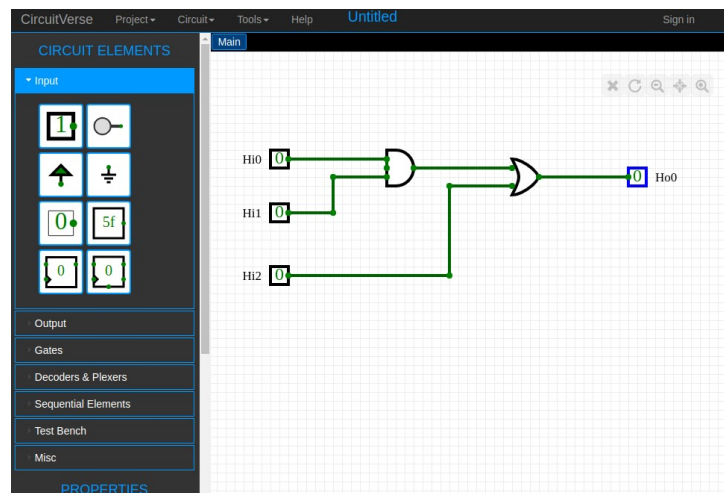 CircuitVerse Project Circuit Tools Help Untitled Sign in
CIRCUIT ELEMENTS
Main
Input
1
0
5f
0
0
Output
Gates
Decoders & Plexers
Sequential Elements
Test Bench
Misc
PROPERTIES
Hi0 0
Hi1 0
Hi2 0
0 Ho0